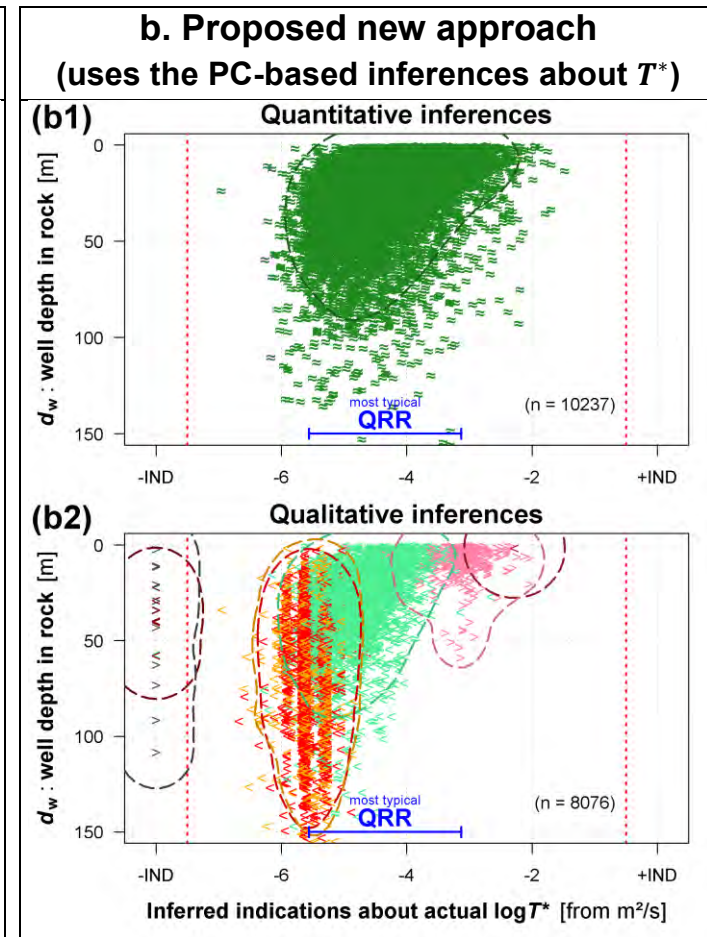 b. Proposed new approach
(uses the PC-based inferences about T*)
(b1) Quantitative inferences
0
50
100
150
d_w : well depth in rock [m]
most typical
QRR
(n = 10237)
-IND -6 -4 -2 +IND
(b2) Qualitative inferences
0
50
100
150
d_w : well depth in rock [m]
most typical
QRR
(n = 8076)
-IND -6 -4 -2 +IND
Inferred indications about actual logT* [from m²/s]